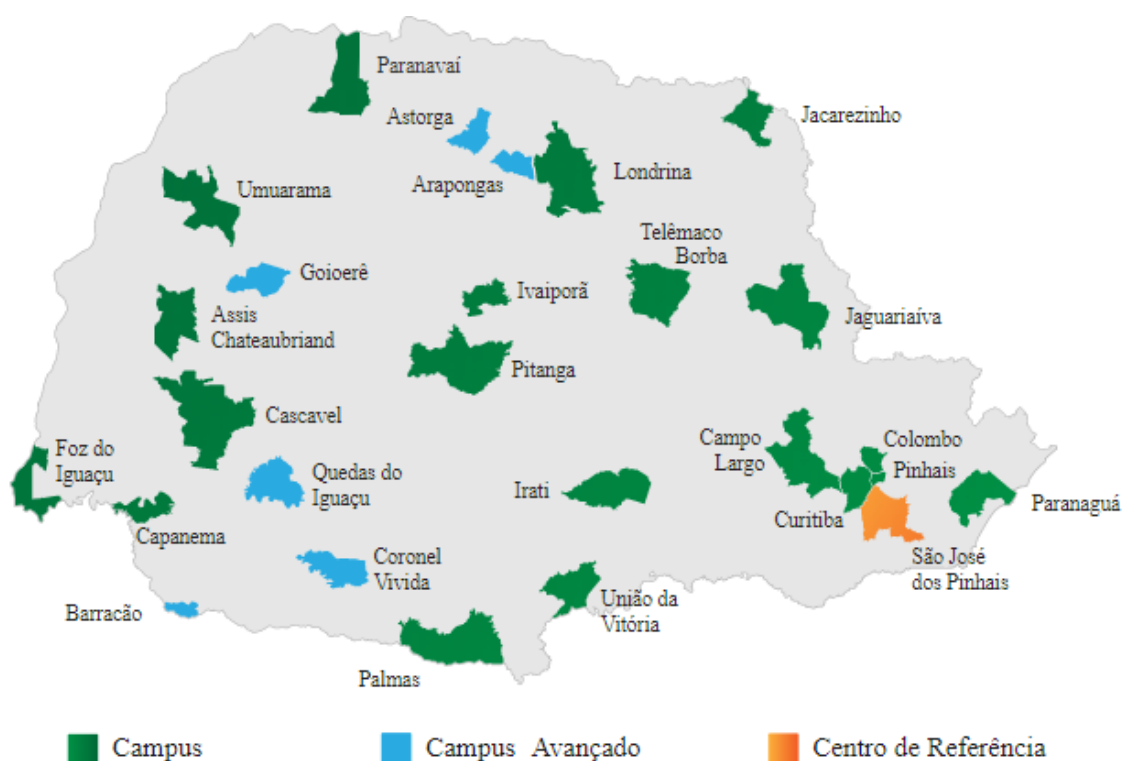 Paranavaí
Astorga
Jacarezinho
Arapongas
Londrina
Umuarama
Telêmaco
Borba
Goioerê
Ivaiporã
Assis
Chateaubriand
Jaguariaíva
Pitanga
Cascavel
Foz do
Iguaçu
Quedas do
Iguaçu
Campo
Largo
Colombo
Pinhais
Irati
Curitiba
Paranaguá
Capanema
Coronel
Vivida
São José
dos Pinhais
Barracão
União da
Vitória
Palmas
Campus
Campus Avançado
Centro de Referência